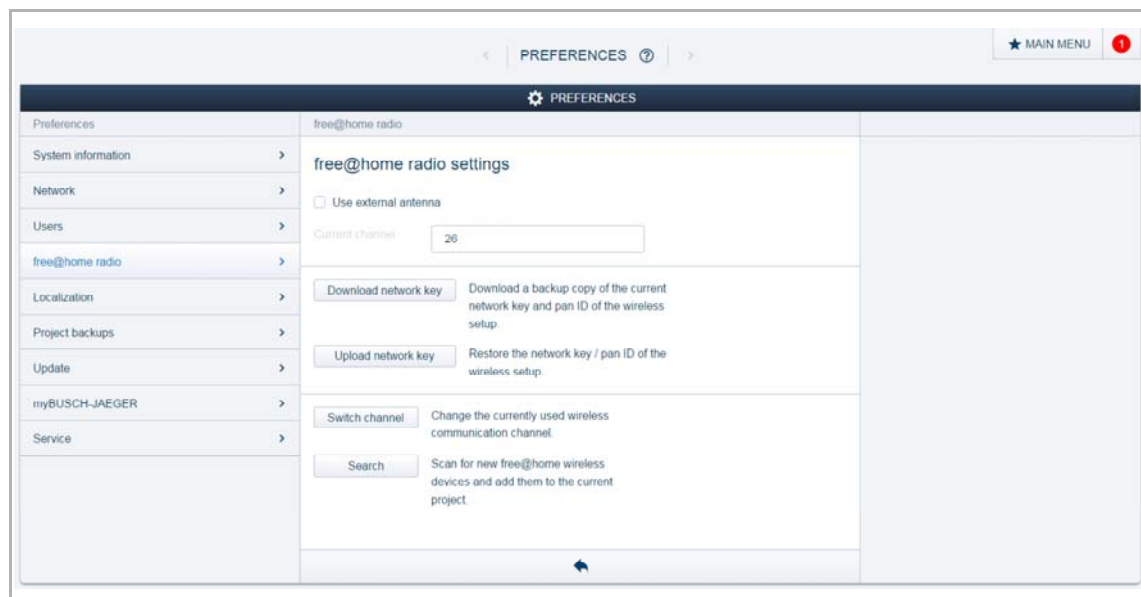 PREFERENCES
MAIN MENU
1
PREFERENCES
Preferences
free@home radio
System information
Network
Users
free@home radio
Localization
Project backups
Update
myBUSCH-JAEGER
Service
free@home radio settings
Use external antenna
Current channel
26
Download network key
Download a backup copy of the current
network key and pan ID of the wireless
setup.
Upload network key
Restore the network key / pan ID of the
wireless setup.
Switch channel
Change the currently used wireless
communication channel.
Search
Scan for new free@home wireless
devices and add them to the current
project.